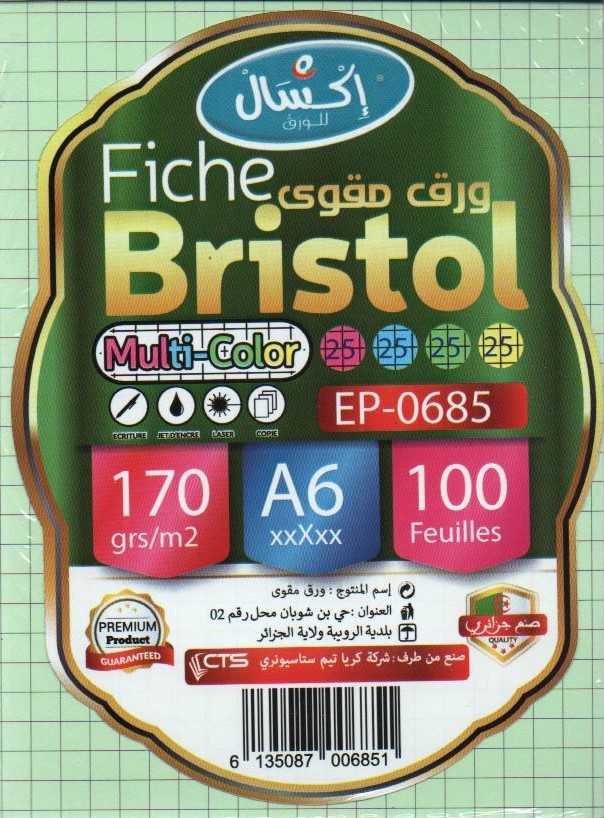 إكسال
®
للورق
Fiche
ورق مقوى
Bristol
Multi-Color 25 25 25 25
ECRITURE JET D'ENCRE LASER COPIE
EP-0685
170 grs/m2
A6 xxXxx
100 Feuilles
إسم المنتوج : ورق مقوى
العنوان :حي بن شوبان محل رقم 02
بلدية الرويبة ولاية الجزائر
PREMIUM
Product
GUARANTEED
صنع جزائري
QUALITY
صنع من طرف : شركة كريا تيم ستاسيونري CTS
6 135087 006851